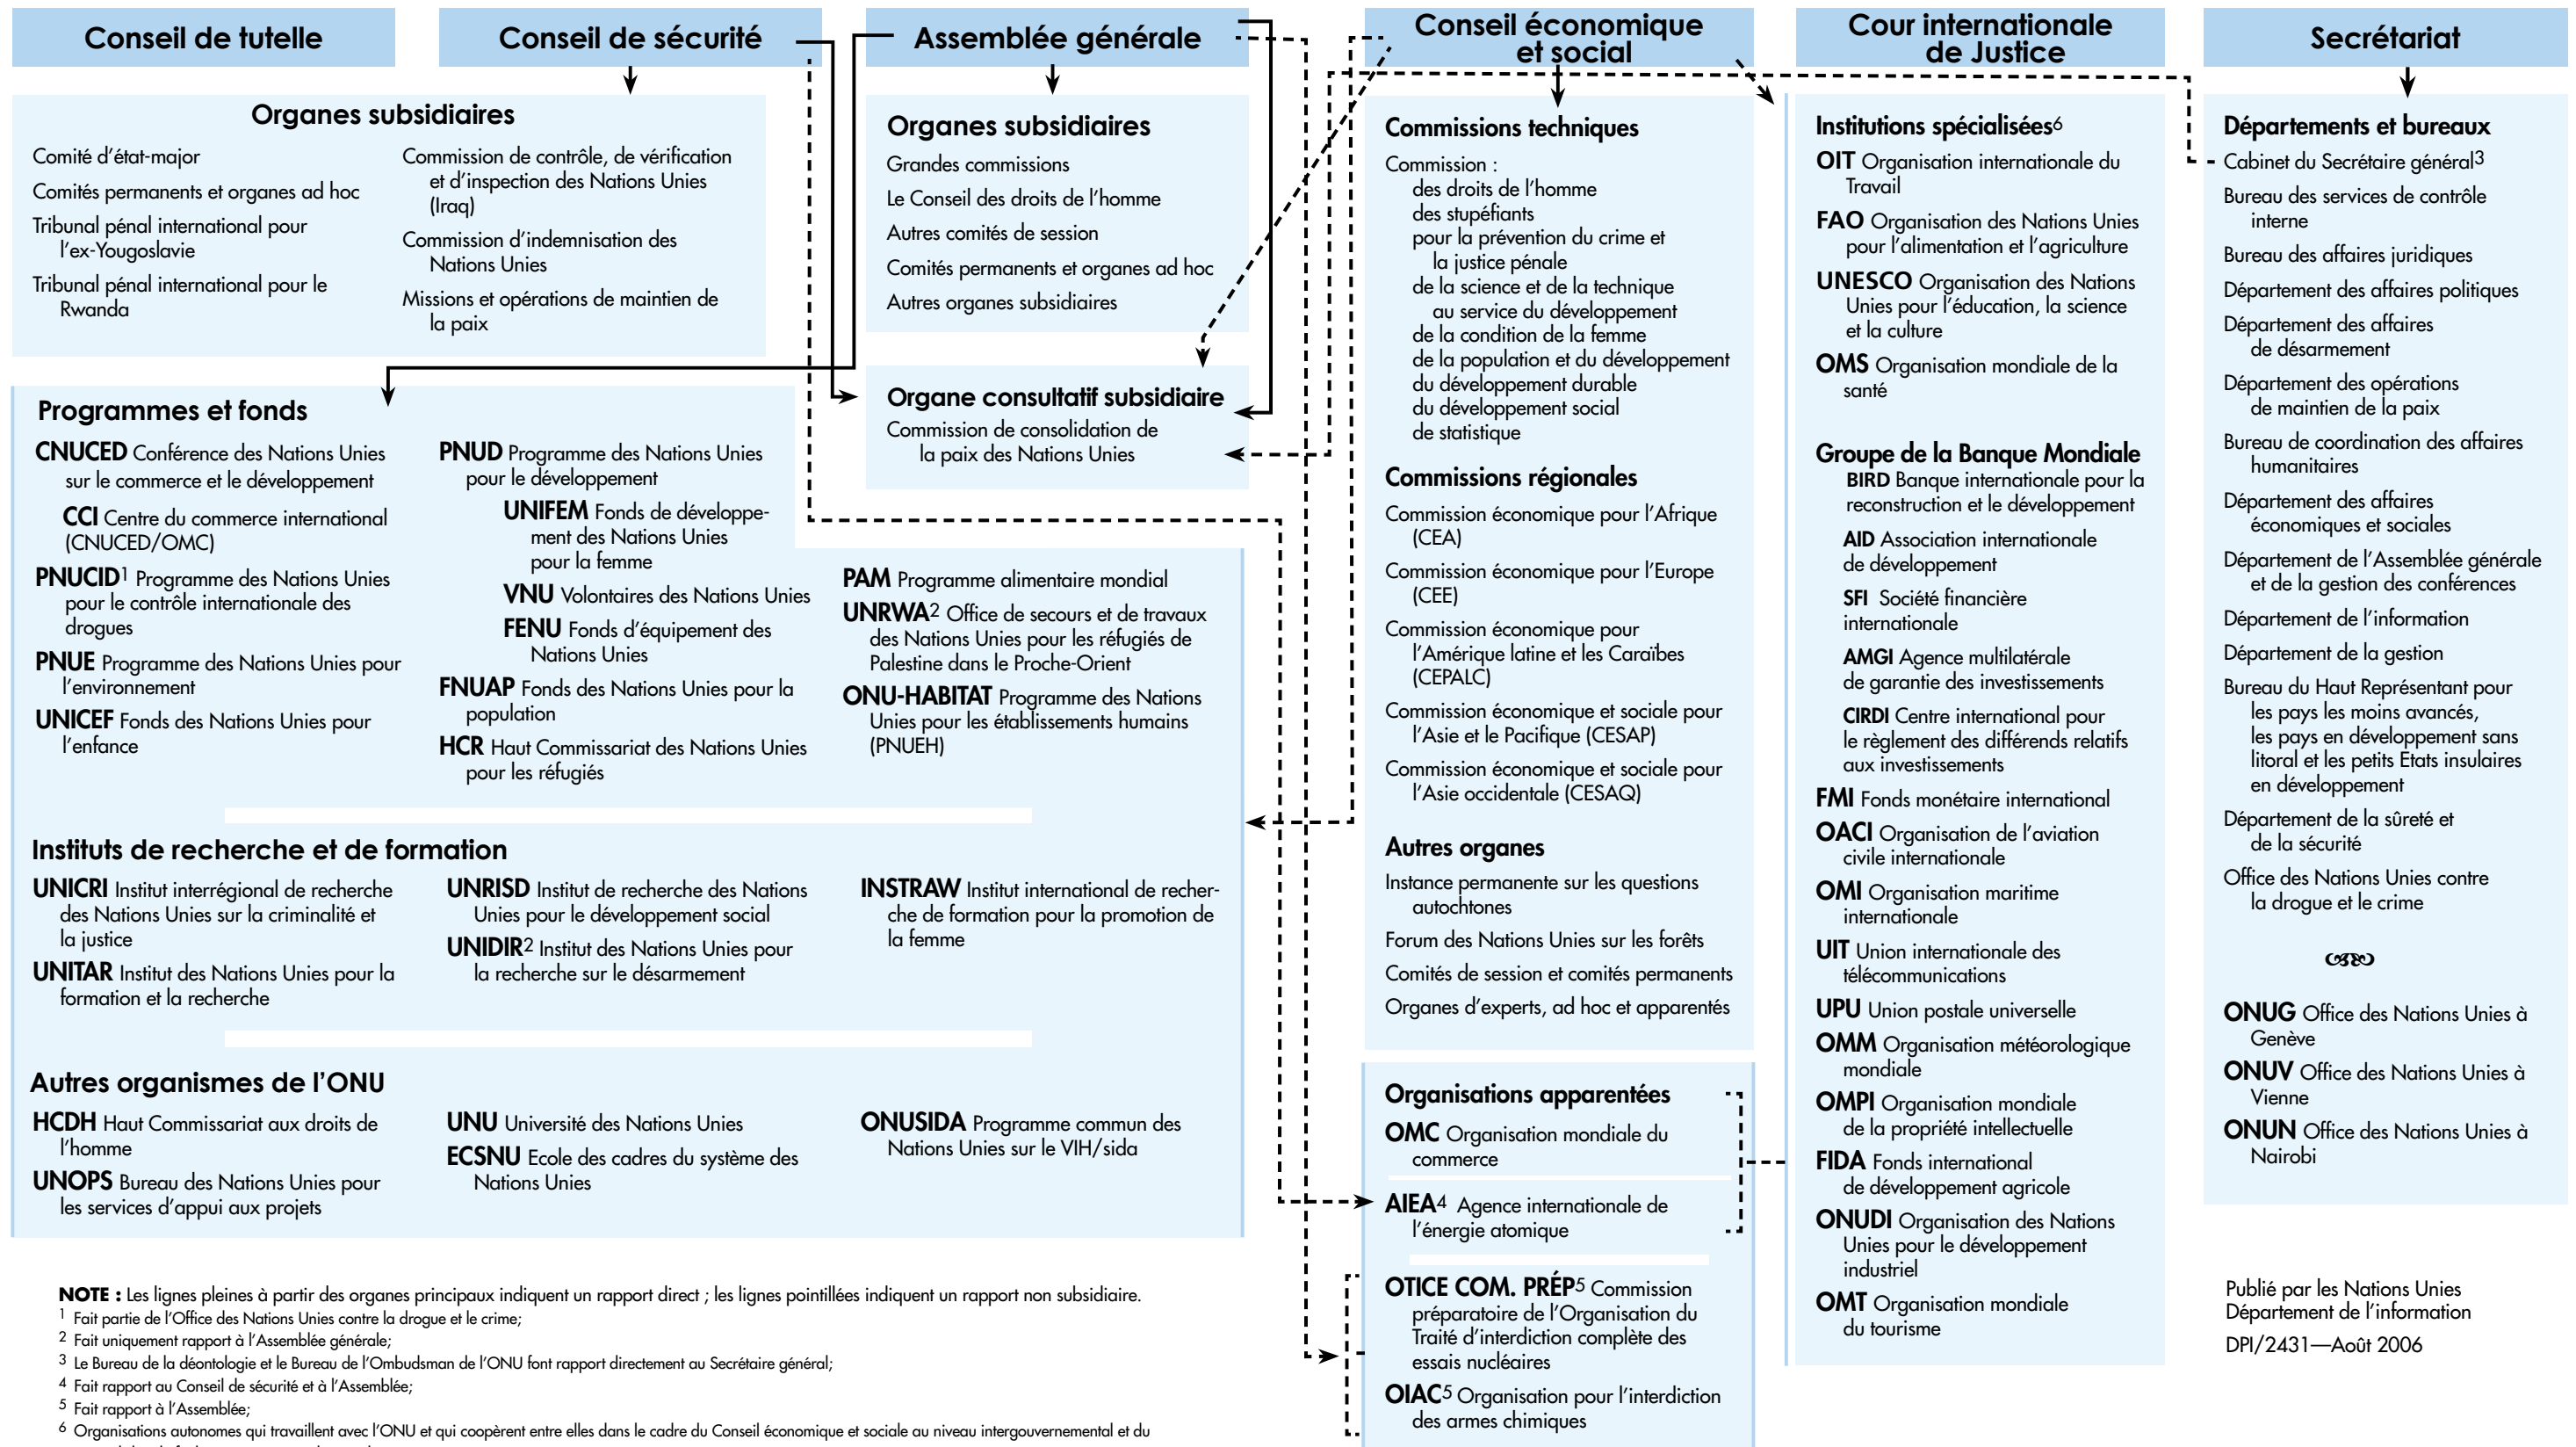 Conseil de tutelle
Conseil de sécurité
Assemblée générale
Conseil économique
et social
Cour internationale
de Justice
Secrétariat
Organes subsidiaires
Comité d'état-major
Comités permanents et organes ad hoc
Tribunal pénal international pour
l'ex-Yougoslavie
Tribunal pénal international pour le
Rwanda
Commission de contrôle, de vérification
et d'inspection des Nations Unies
(Iraq)
Commission d'indemnisation des
Nations Unies
Missions et opérations de maintien de
la paix
Organes subsidiaires
Grandes commissions
Le Conseil des droits de l'homme
Autres comités de session
Comités permanents et organes ad hoc
Autres organes subsidiaires
Organe consultatif subsidiaire
Commission de consolidation de
la paix des Nations Unies
Programmes et fonds
CNUCED Conférence des Nations Unies
sur le commerce et le développement
CCI Centre du commerce international
(CNUCED/OMC)
PNUCID1 Programme des Nations Unies
pour le contrôle internationale des
drogues
PNUE Programme des Nations Unies pour
l'environnement
UNICEF Fonds des Nations Unies pour
l'enfance
PNUD Programme des Nations Unies
pour le développement
UNIFEM Fonds de développe-
ment des Nations Unies
pour la femme
VNU Volontaires des Nations Unies
FENU Fonds d'équipement des
Nations Unies
FNUAP Fonds des Nations Unies pour la
population
HCR Haut Commissariat des Nations Unies
pour les réfugiés
PAM Programme alimentaire mondial
UNRWA2 Office de secours et de travaux
des Nations Unies pour les réfugiés de
Palestine dans le Proche-Orient
ONU-HABITAT Programme des Nations
Unies pour les établissements humains
(PNUEH)
Instituts de recherche et de formation
UNICRI Institut interrégional de recherche
des Nations Unies sur la criminalité et
la justice
UNITAR Institut des Nations Unies pour la
formation et la recherche
UNRISD Institut de recherche des Nations
Unies pour le développement social
UNIDIR2 Institut des Nations Unies pour
la recherche sur le désarmement
INSTRAW Institut international de recher-
che de formation pour la promotion de
la femme
Autres organismes de l'ONU
HCDH Haut Commissariat aux droits de
l'homme
UNOPS Bureau des Nations Unies pour
les services d'appui aux projets
UNU Université des Nations Unies
ECSNU Ecole des cadres du système des
Nations Unies
ONUSIDA Programme commun des
Nations Unies sur le VIH/sida
Commissions techniques
Commission :
des droits de l'homme
des stupéfiants
pour la prévention du crime et
la justice pénale
de la science et de la technique
au service du développement
de la condition de la femme
de la population et du développement
du développement durable
du développement social
de statistique
Commissions régionales
Commission économique pour l'Afrique
(CEA)
Commission économique pour l'Europe
(CEE)
Commission économique pour
l'Amérique latine et les Caraïbes
(CEPALC)
Commission économique et sociale pour
l'Asie et le Pacifique (CESAP)
Commission économique et sociale pour
l'Asie occidentale (CESAQ)
Autres organes
Instance permanente sur les questions
autochtones
Forum des Nations Unies sur les forêts
Comités de session et comités permanents
Organes d'experts, ad hoc et apparentés
Organisations apparentées
OMC Organisation mondiale du
commerce
AIEA4 Agence internationale de
l'énergie atomique
OTICE COM. PRÉP5 Commission
préparatoire de l'Organisation du
Traité d'interdiction complète des
essais nucléaires
OIAC5 Organisation pour l'interdiction
des armes chimiques
Institutions spécialisées6
OIT Organisation internationale du
Travail
FAO Organisation des Nations Unies
pour l'alimentation et l'agriculture
UNESCO Organisation des Nations
Unies pour l'éducation, la science
et la culture
OMS Organisation mondiale de la
santé
Groupe de la Banque Mondiale
BIRD Banque internationale pour la
reconstruction et le développement
AID Association internationale
de développement
SFI Société financière
internationale
AMGI Agence multilatérale
de garantie des investissements
CIRDI Centre international pour
le règlement des différends relatifs
aux investissements
FMI Fonds monétaire international
OACI Organisation de l'aviation
civile internationale
OMI Organisation maritime
internationale
UIT Union internationale des
télécommunications
UPU Union postale universelle
OMM Organisation météorologique
mondiale
OMPI Organisation mondiale
de la propriété intellectuelle
FIDA Fonds international
de développement agricole
ONUDI Organisation des Nations
Unies pour le développement
industriel
OMT Organisation mondiale
du tourisme
Départements et bureaux
Cabinet du Secrétaire général3
Bureau des services de contrôle
interne
Bureau des affaires juridiques
Département des affaires politiques
Département des affaires
de désarmement
Département des opérations
de maintien de la paix
Bureau de coordination des affaires
humanitaires
Département des affaires
économiques et sociales
Département de l'Assemblée générale
et de la gestion des conférences
Département de l'information
Département de la gestion
Bureau du Haut Représentant pour
les pays les moins avancés,
les pays en développement sans
litoral et les petits Etats insulaires
en développement
Département de la sûreté et
de la sécurité
Office des Nations Unies contre
la drogue et le crime
ONUG Office des Nations Unies à
Genève
ONUV Office des Nations Unies à
Vienne
ONUN Office des Nations Unies à
Nairobi
NOTE : Les lignes pleines à partir des organes principaux indiquent un rapport direct ; les lignes pointillées indiquent un rapport non subsidiaire.
1 Fait partie de l'Office des Nations Unies contre la drogue et le crime;
2 Fait uniquement rapport à l'Assemblée générale;
3 Le Bureau de la déontologie et le Bureau de l'Ombudsman de l'ONU font rapport directement au Secrétaire général;
4 Fait rapport au Conseil de sécurité et à l'Assemblée;
5 Fait rapport à l'Assemblée;
6 Organisations autonomes qui travaillent avec l'ONU et qui coopèrent entre elles dans le cadre du Conseil économique et sociale au niveau intergouvernemental et du
Publié par les Nations Unies
Département de l'information
DPI/2431—Août 2006